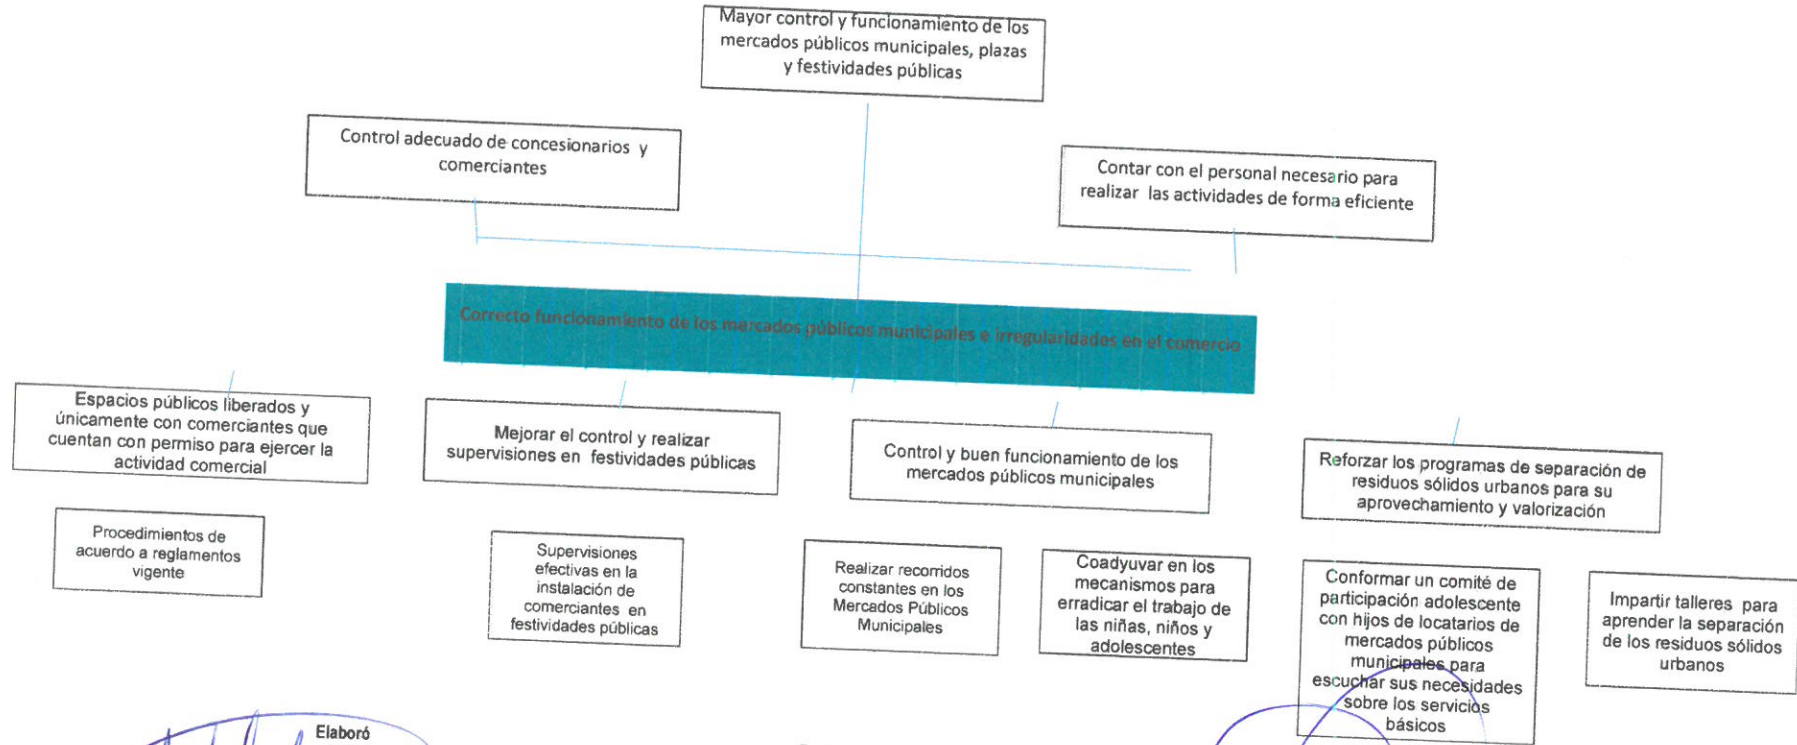 Mayor control y funcionamiento de los
mercados públicos municipales, plazas
y festividades públicas
Control adecuado de concesionarios y
comerciantes
Contar con el personal necesario para
realizar las actividades de forma eficiente
Correcto funcionamiento de los mercados públicos municipales e irregularidades en el comercio
Espacios públicos liberados y
únicamente con comerciantes que
cuentan con permiso para ejercer la
actividad comercial
Mejorar el control y realizar
supervisiones en festividades públicas
Control y buen funcionamiento de los
mercados públicos municipales
Reforzar los programas de separación de
residuos sólidos urbanos para su
aprovechamiento y valorización
Procedimientos de
acuerdo a reglamentos
vigente
Supervisiones
efectivas en la
instalación de
comerciantes en
festividades públicas
Realizar recorridos
constantes en los
Mercados Públicos
Municipales
Coadyuvar en los
mecanismos para
erradicar el trabajo de
las niñas, niños y
adolescentes
Conformar un comité de
participación adolescente
con hijos de locatarios de
mercados públicos
municipales para
escuchar sus necesidades
sobre los servicios
básicos
Impartir talleres para
aprender la separación
de los residuos sólidos
urbanos
Elaboró